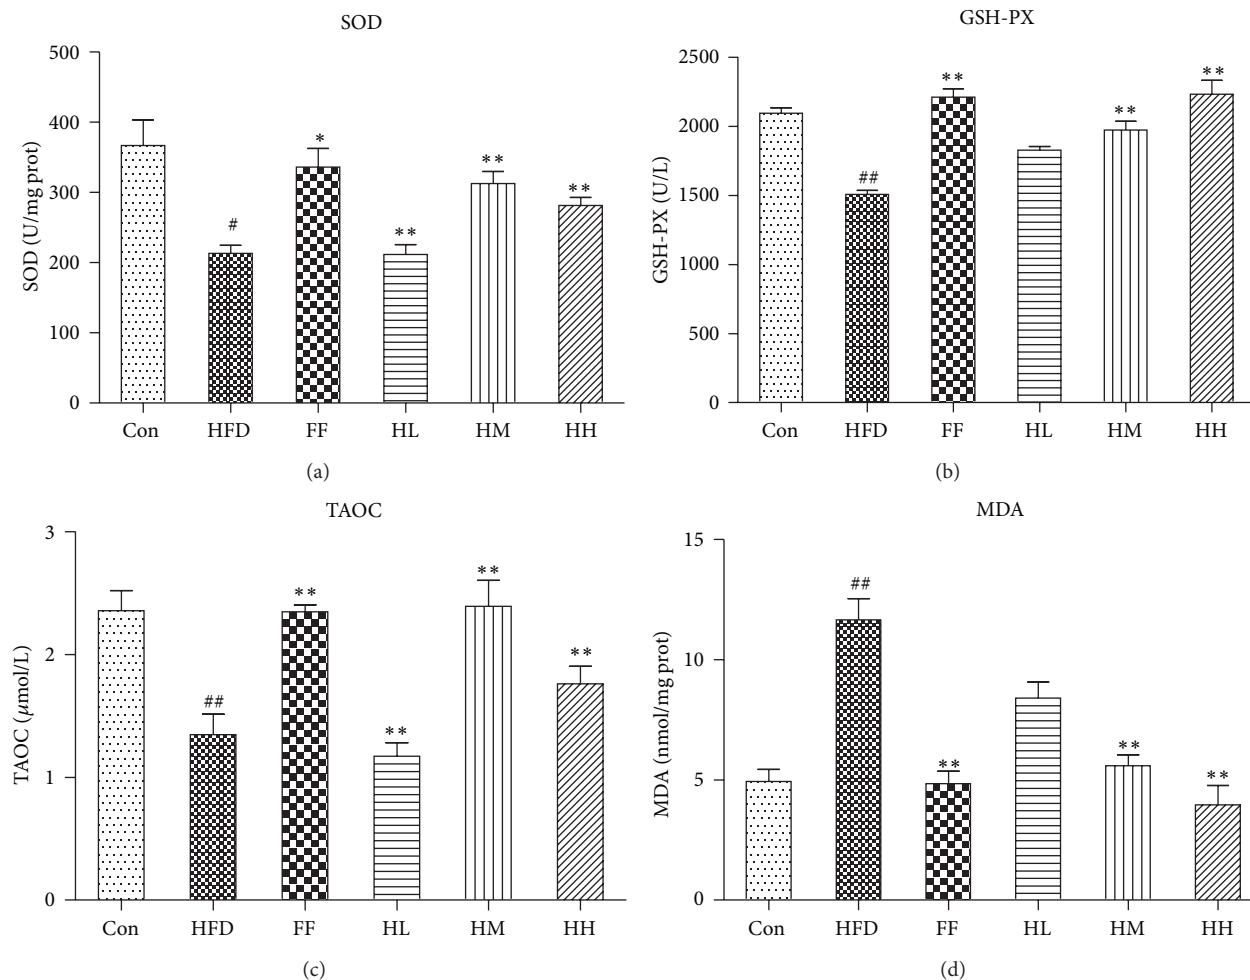 SOD
500
400
300
200
100
0
SOD (U/mg prot)
#
*
**
**
**
Con HFD FF HL HM HH
(a)
GSH-PX
2500
2000
1500
1000
500
0
GSH-PX (U/L)
##
**
**
**
Con HFD FF HL HM HH
(b)
TAOC
3
2
1
0
TAOC (μmol/L)
##
**
**
**
**
Con HFD FF HL HM HH
(c)
MDA
15
10
5
0
MDA (nmol/mg prot)
##
**
**
**
Con HFD FF HL HM HH
(d)